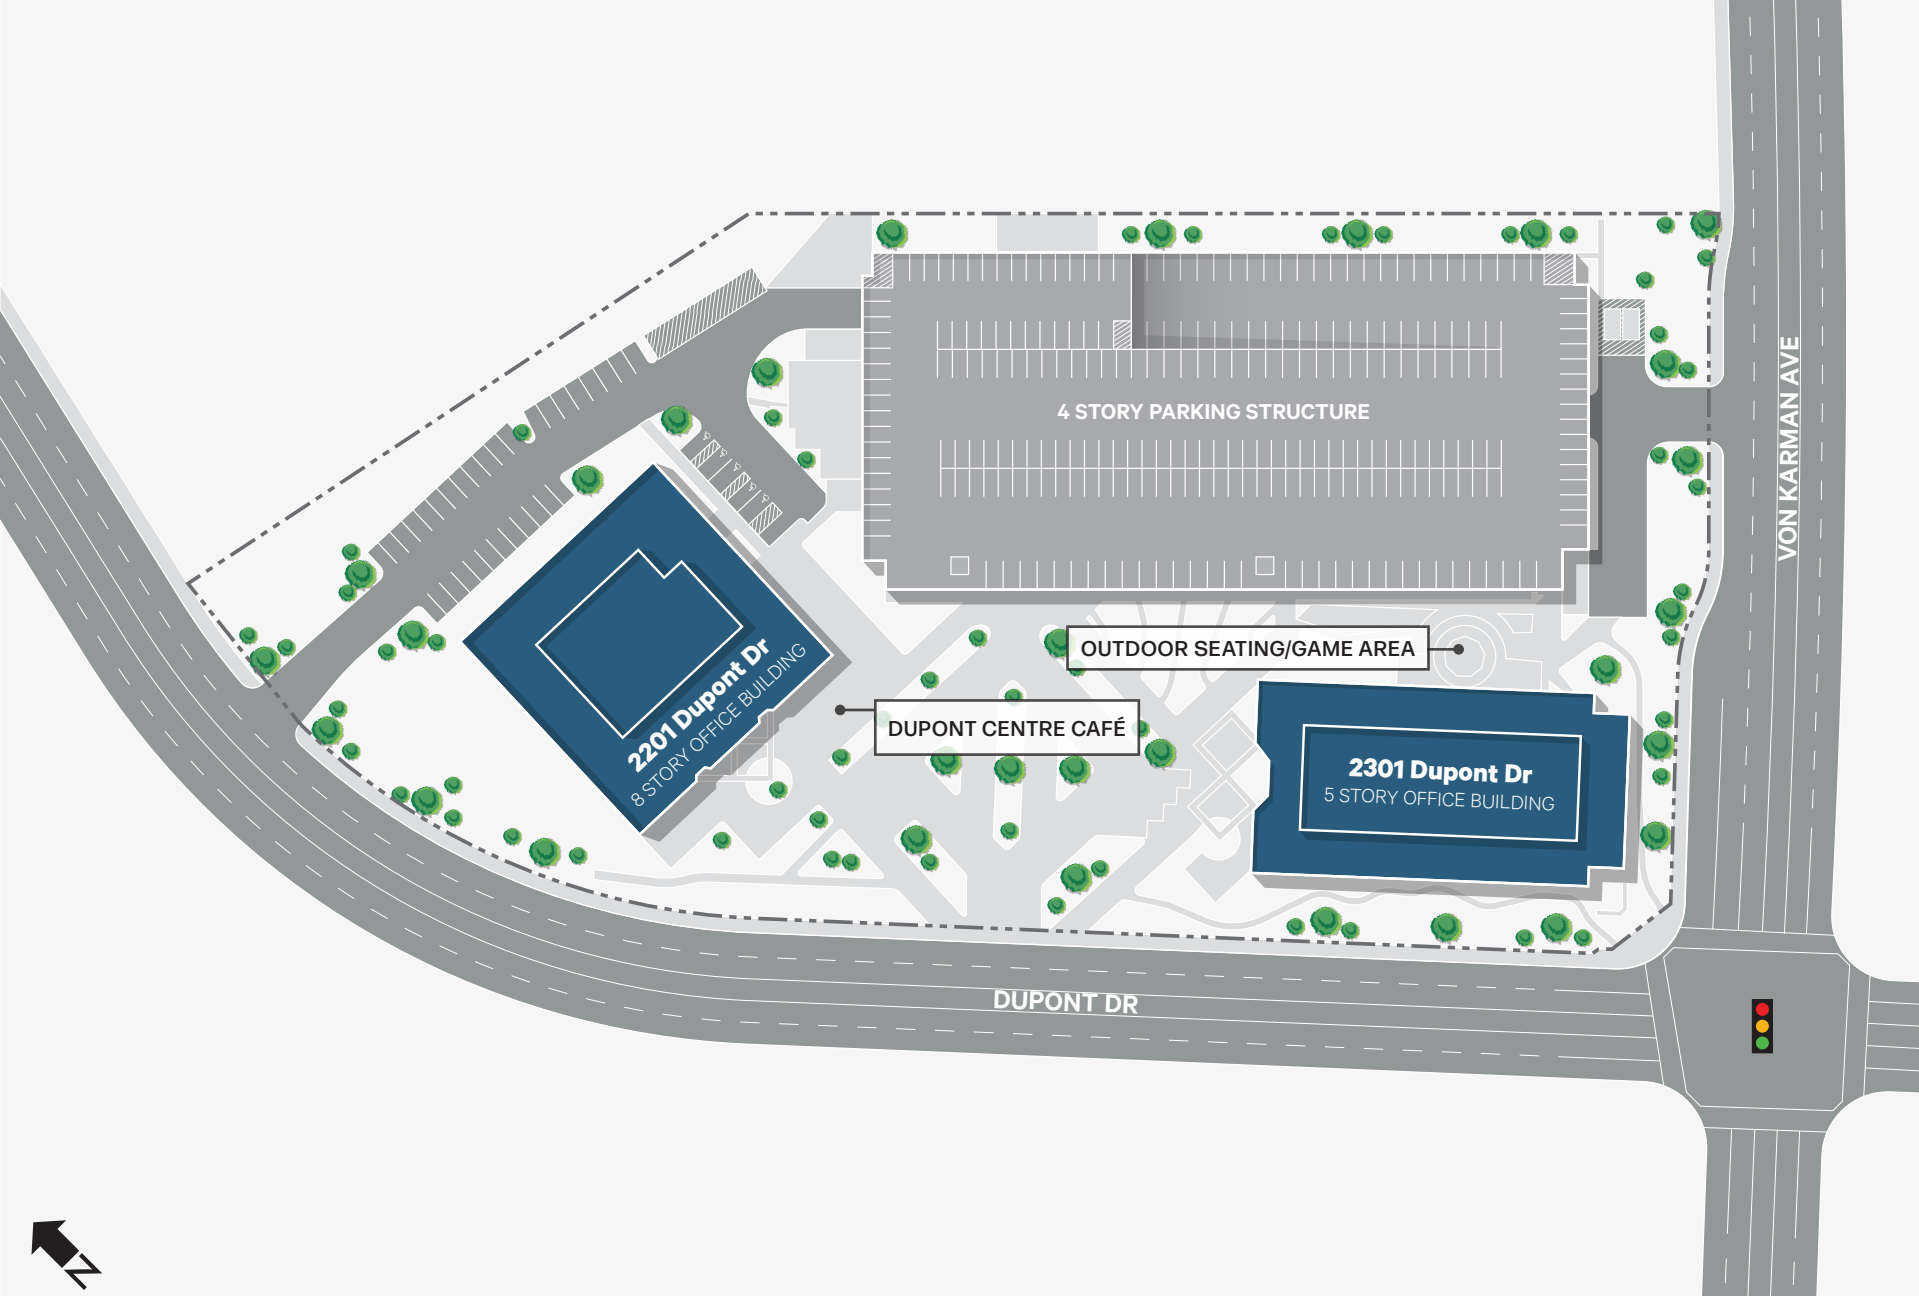 4 STORY PARKING STRUCTURE
VON KARMAN AVE
OUTDOOR SEATING/GAME AREA
2201 Dupont Dr
8 STORY OFFICE BUILDING
DUPONT CENTRE CAFÉ
2301 Dupont Dr
5 STORY OFFICE BUILDING
DUPONT DR
N